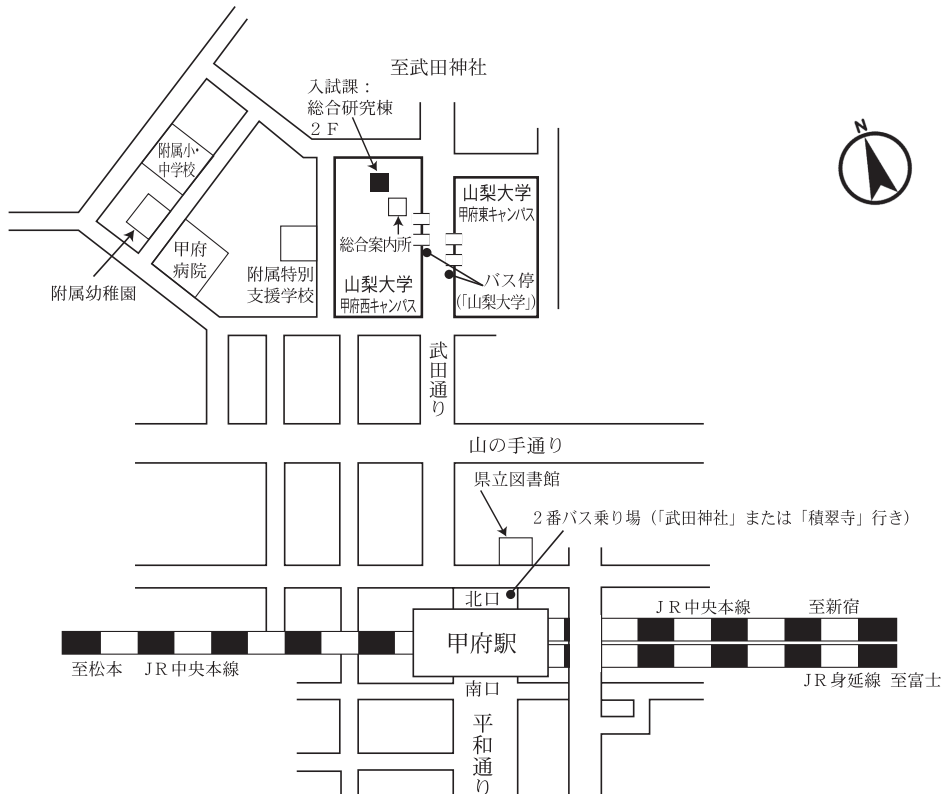 至武田神社
入試課：
総合研究棟
２Ｆ
N
附属小・
中学校
山梨大学
甲府東キャンパス
総合案内所
甲府
病院
附属特別
支援学校
山梨大学
甲府西キャンパス
バス停
(「山梨大学」)
附属幼稚園
武田通り
山の手通り
県立図書館
２番バス乗り場（「武田神社」または「積翠寺」行き）
北口
ＪＲ中央本線
至新宿
甲府駅
至松本
ＪＲ中央本線
南口
ＪＲ身延線
至富士
平和通り